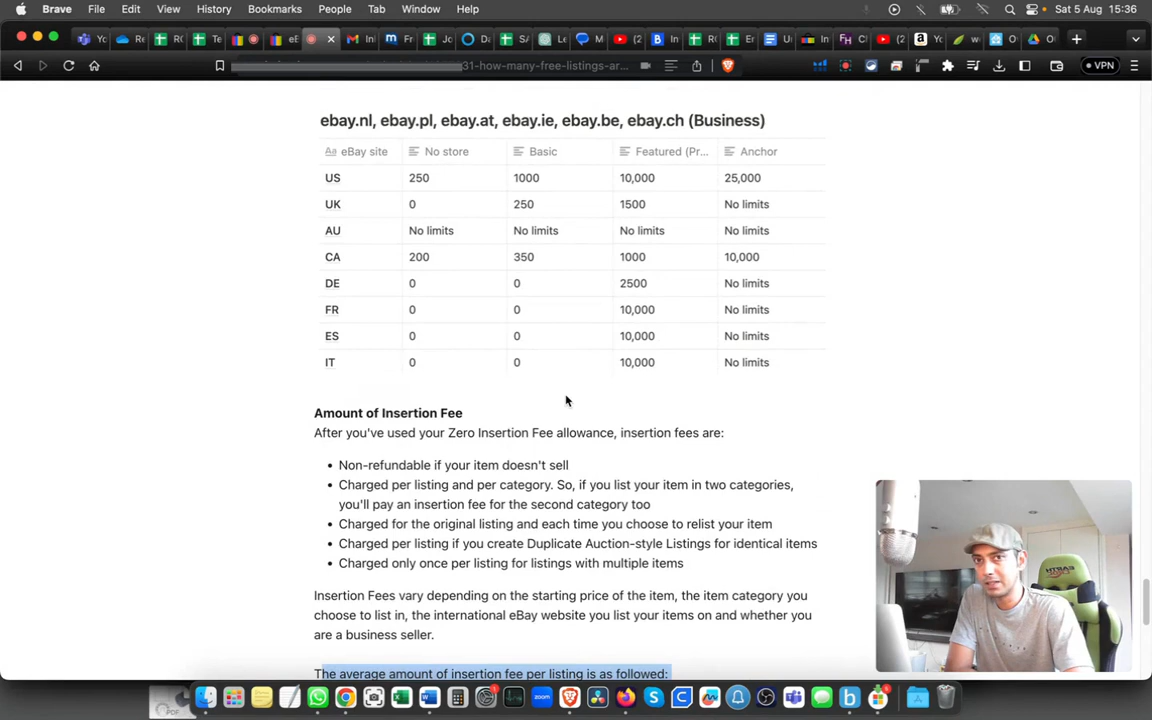 Brave File Edit View History Bookmarks People Tab Window Help Sat 5 Aug 15:36
31-how-many-free-listings-ar... VPN
ebay.nl, ebay.pl, ebay.at, ebay.ie, ebay.be, ebay.ch (Business)
Aa eBay site No store Basic Featured (Pr... Anchor
US 250 1000 10,000 25,000
UK 0 250 1500 No limits
AU No limits No limits No limits No limits
CA 200 350 1000 10,000
DE 0 0 2500 No limits
FR 0 0 10,000 No limits
ES 0 0 10,000 No limits
IT 0 0 10,000 No limits
Amount of Insertion Fee
After you've used your Zero Insertion Fee allowance, insertion fees are:
• Non-refundable if your item doesn't sell
• Charged per listing and per category. So, if you list your item in two categories,
you'll pay an insertion fee for the second category too
• Charged for the original listing and each time you choose to relist your item
• Charged per listing if you create Duplicate Auction-style Listings for identical items
• Charged only once per listing for listings with multiple items
Insertion Fees vary depending on the starting price of the item, the item category you
choose to list in, the international eBay website you list your items on and whether you
are a business seller.
The average amount of insertion fee per listing is as followed: